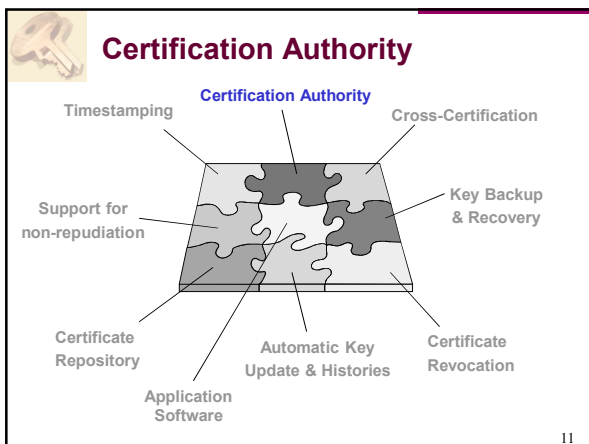 Certification Authority
Certification Authority
Timestamping
Cross-Certification
Key Backup
& Recovery
Support for
non-repudiation
Certificate
Repository
Automatic Key
Update & Histories
Certificate
Revocation
Application
Software
11